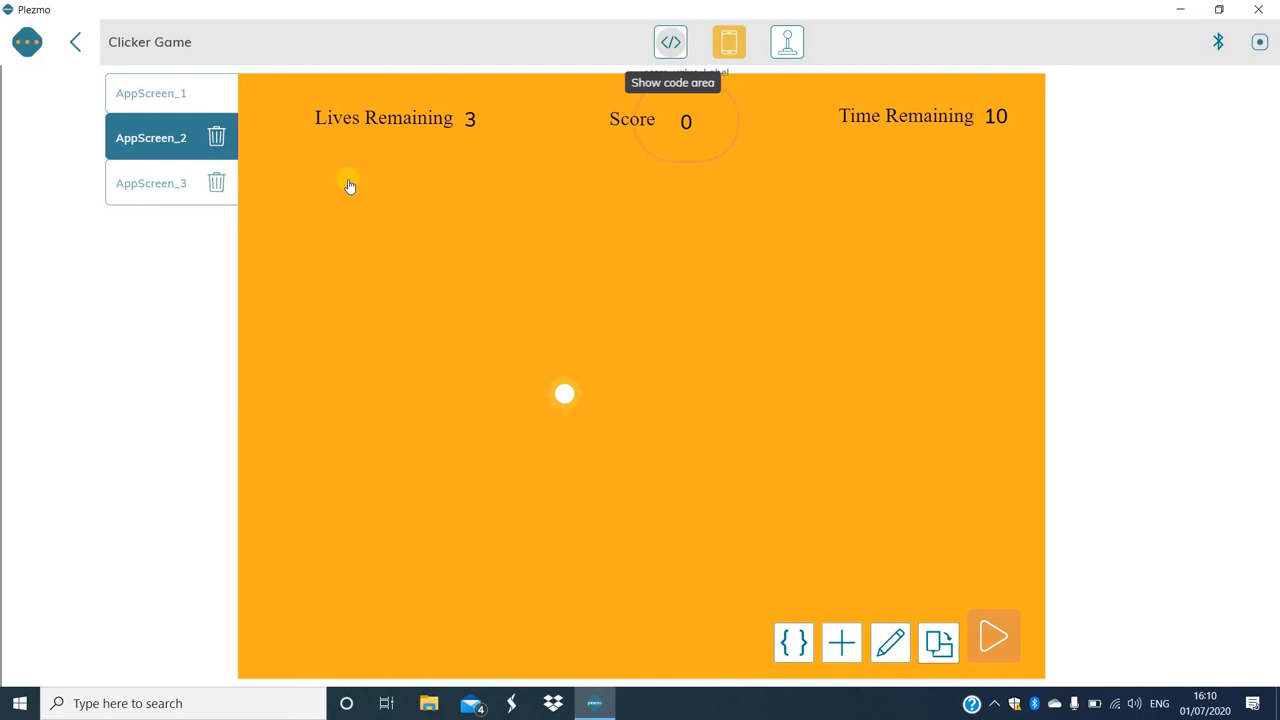 Plezmo
Clicker Game
Show code area
AppScreen_1
AppScreen_2
AppScreen_3
Lives Remaining 3
Score 0
Time Remaining 10
{ }
Type here to search
4
ENG
16:10
01/07/2020